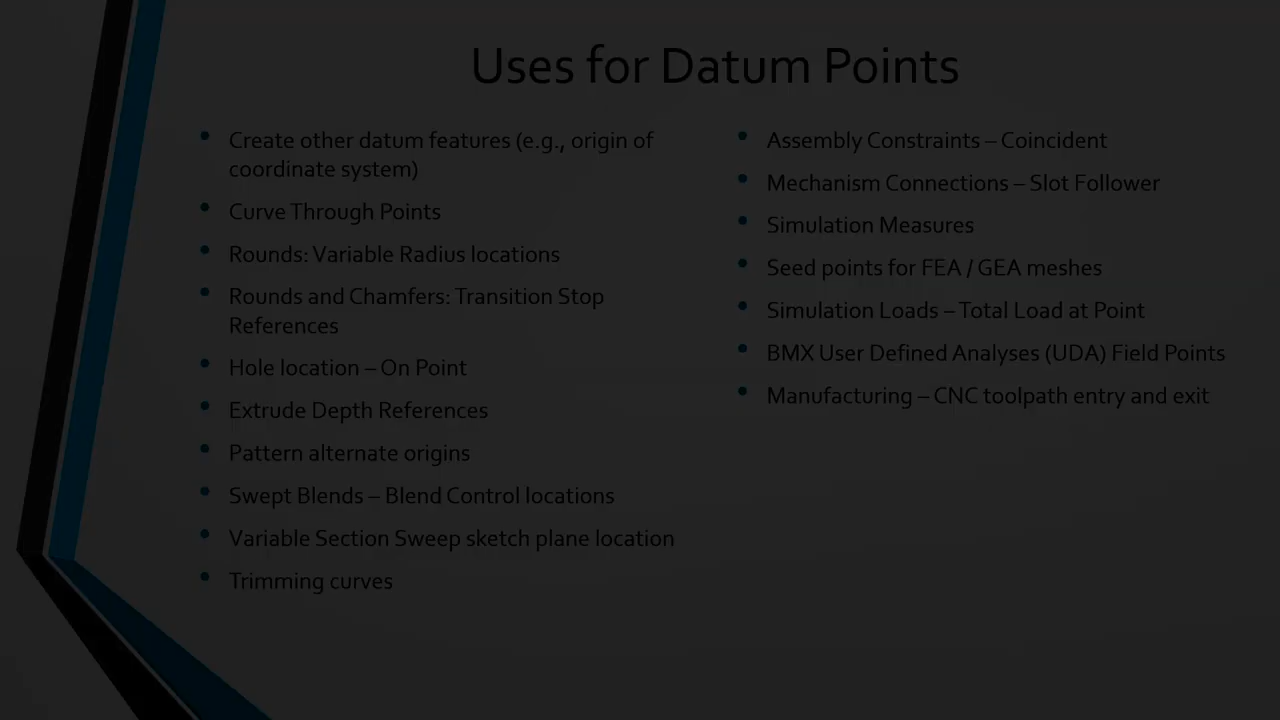 Uses for Datum Points
Create other datum features (e.g., origin of
coordinate system)
Curve Through Points
Rounds: Variable Radius locations
Rounds and Chamfers: Transition Stop
References
Hole location – On Point
Extrude Depth References
Pattern alternate origins
Swept Blends – Blend Control locations
Variable Section Sweep sketch plane location
Trimming curves
Assembly Constraints – Coincident
Mechanism Connections – Slot Follower
Simulation Measures
Seed points for FEA / GEA meshes
Simulation Loads – Total Load at Point
BMX User Defined Analyses (UDA) Field Points
Manufacturing – CNC toolpath entry and exit